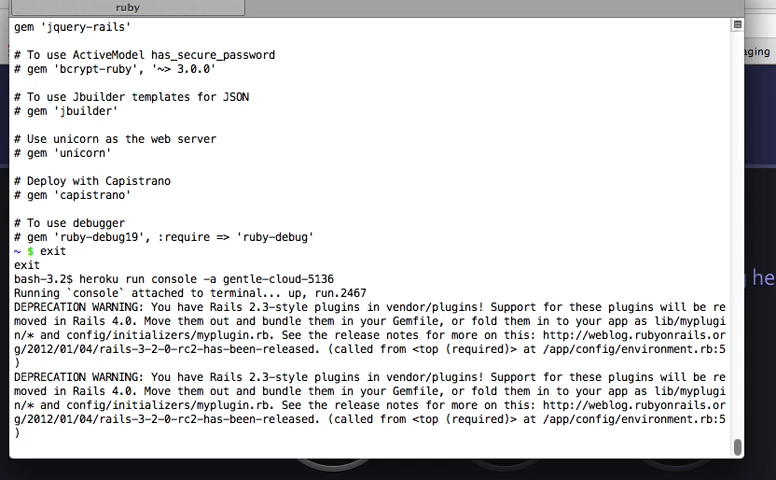 ruby
gem 'jquery-rails'
# To use ActiveModel has_secure_password
# gem 'bcrypt-ruby', '~> 3.0.0'
# To use Jbuilder templates for JSON
# gem 'jbuilder'
# Use unicorn as the web server
# gem 'unicorn'
# Deploy with Capistrano
# gem 'capistrano'
# To use debugger
# gem 'ruby-debug19', :require => 'ruby-debug'
~ $ exit
exit
bash-3.2$ heroku run console -a gentle-cloud-5136
Running `console` attached to terminal... up, run.2467
DEPRECATION WARNING: You have Rails 2.3-style plugins in vendor/plugins! Support for these plugins will be re
moved in Rails 4.0. Move them out and bundle them in your Gemfile, or fold them in to your app as lib/myplugi
n/* and config/initializers/myplugin.rb. See the release notes for more on this: http://weblog.rubyonrails.or
g/2012/01/04/rails-3-2-0-rc2-has-been-released. (called from <top (required)> at /app/config/environment.rb:5
)
DEPRECATION WARNING: You have Rails 2.3-style plugins in vendor/plugins! Support for these plugins will be re
moved in Rails 4.0. Move them out and bundle them in your Gemfile, or fold them in to your app as lib/myplugi
n/* and config/initializers/myplugin.rb. See the release notes for more on this: http://weblog.rubyonrails.or
g/2012/01/04/rails-3-2-0-rc2-has-been-released. (called from <top (required)> at /app/config/environment.rb:5
)
aging
he